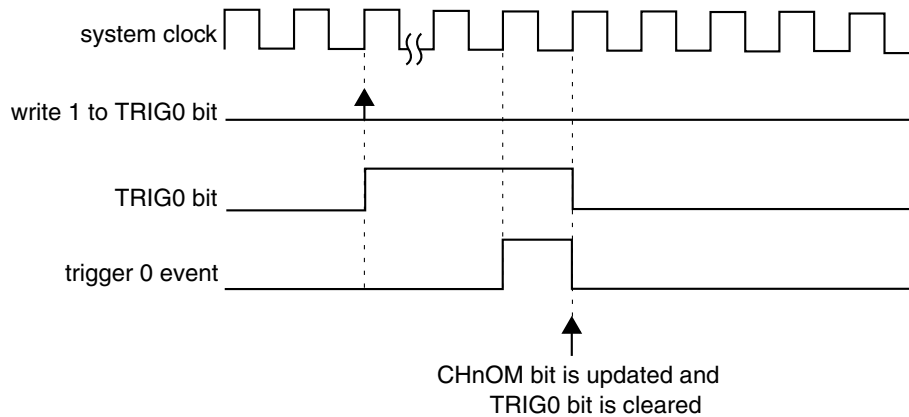 system clock
write 1 to TRIG0 bit
TRIG0 bit
trigger 0 event
CHnOM bit is updated and
TRIG0 bit is cleared